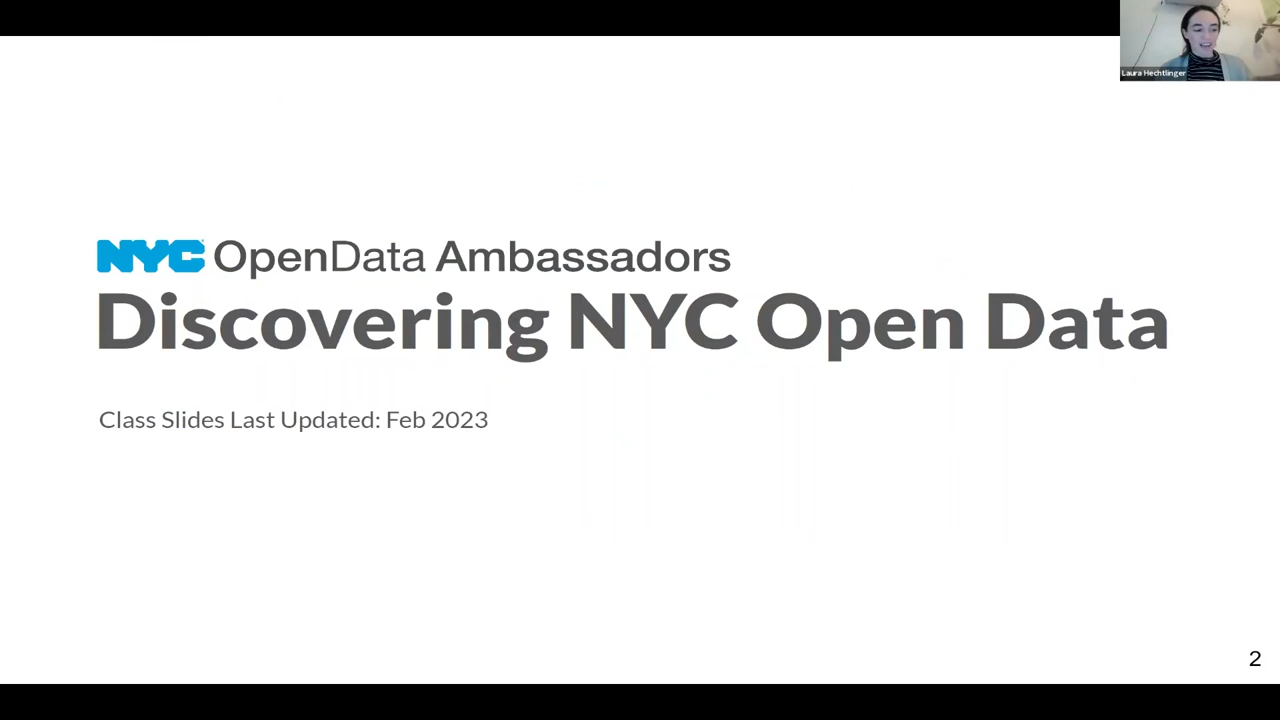 Laura Hechtlinger
NYC OpenData Ambassadors
Discovering NYC Open Data
Class Slides Last Updated: Feb 2023
2